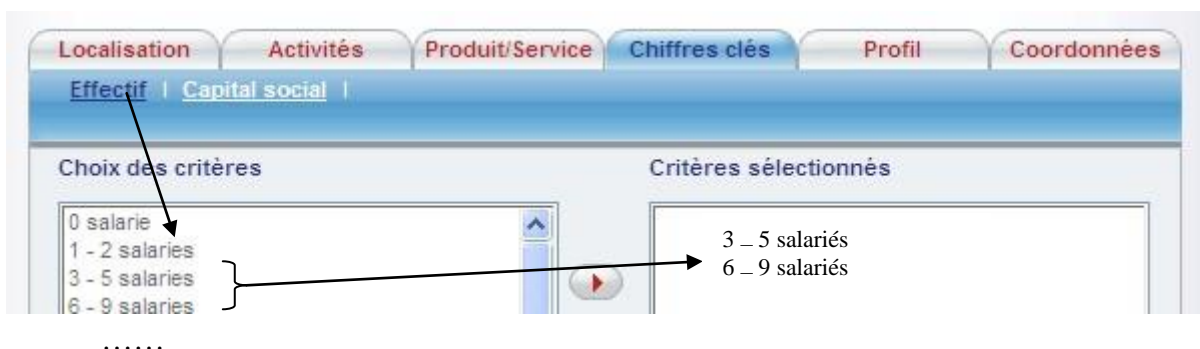 Localisation Activités Produit/Service Chiffres clés Profil Coordonnées
Effectif | Capital social |
Choix des critères Critères sélectionnés
0 salarie
1 - 2 salaries
3 - 5 salaries
6 - 9 salaries
3 – 5 salariés
6 – 9 salariés
……